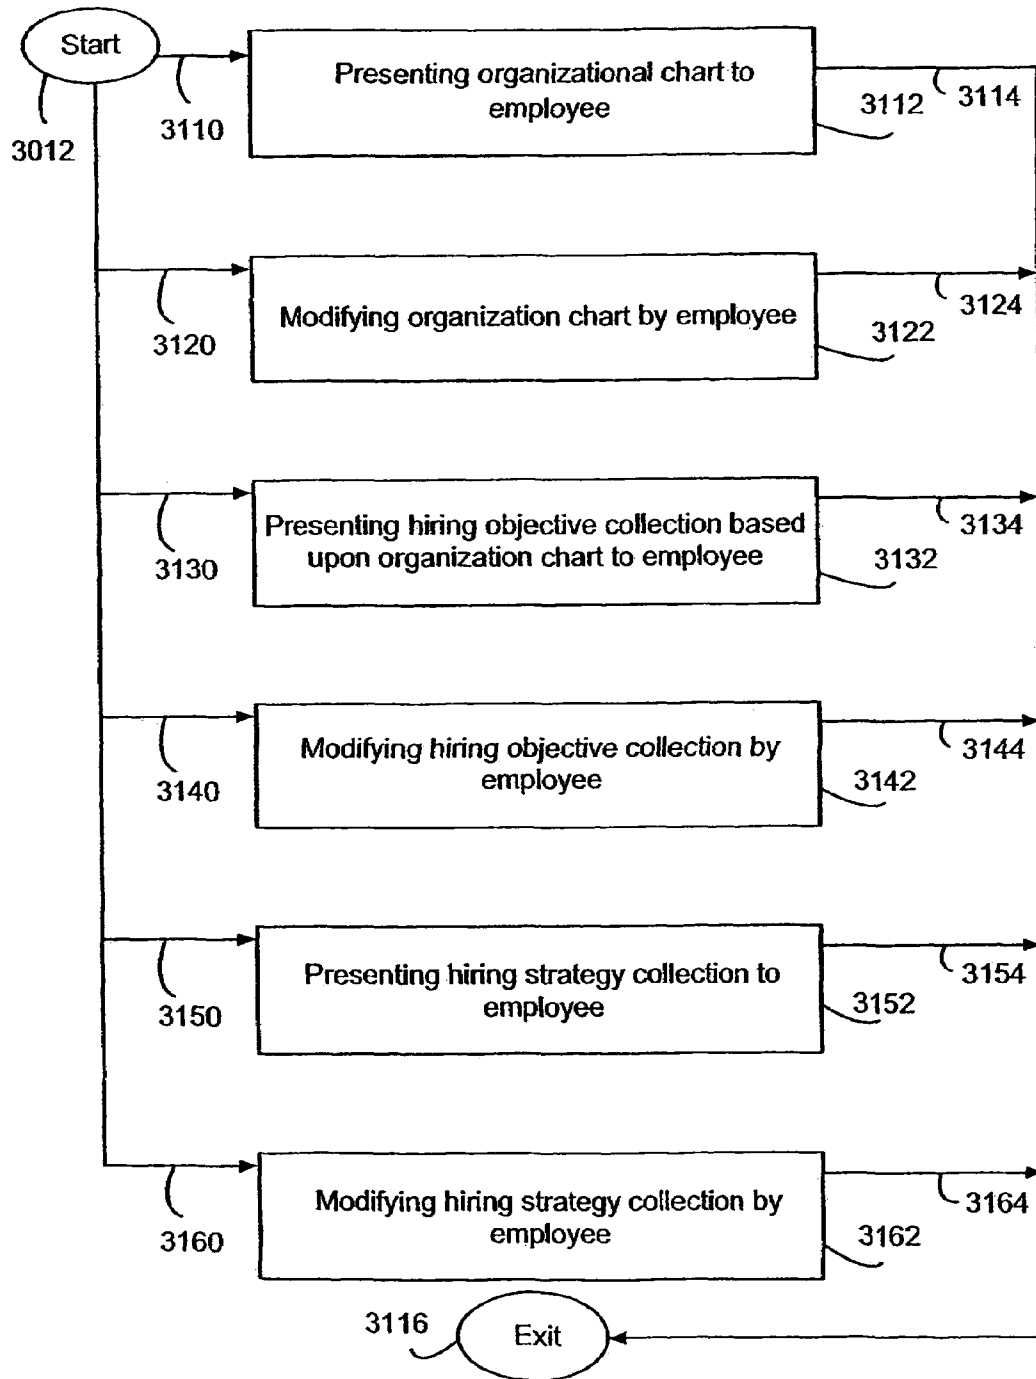 Start
3012
3110
Presenting organizational chart to
employee
3112
3114
3120
Modifying organization chart by employee
3122
3124
3130
Presenting hiring objective collection based
upon organization chart to employee
3132
3134
3140
Modifying hiring objective collection by
employee
3142
3144
3150
Presenting hiring strategy collection to
employee
3152
3154
3160
Modifying hiring strategy collection by
employee
3162
3164
3116
Exit